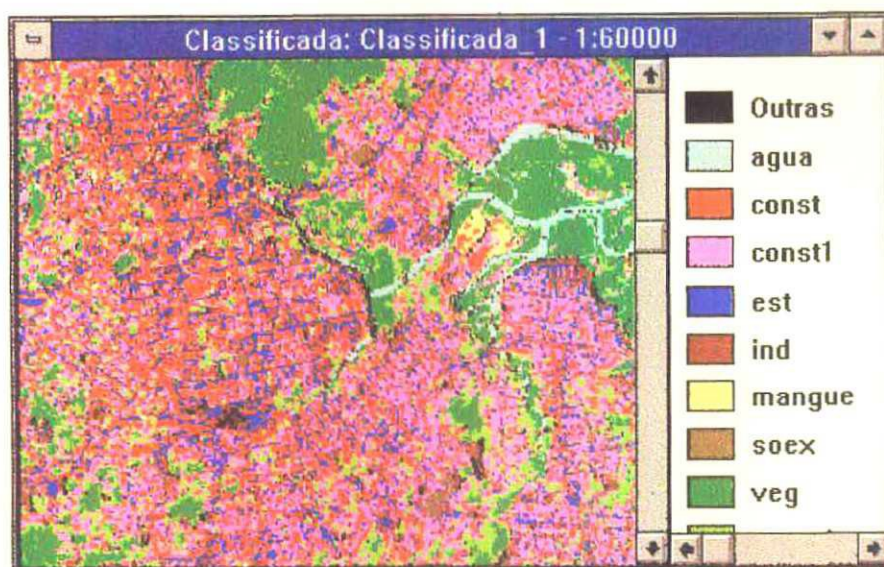 Classificada: Classificada_1 - 1:60000
Outras
agua
const
const1
est
ind
mangue
soex
veg